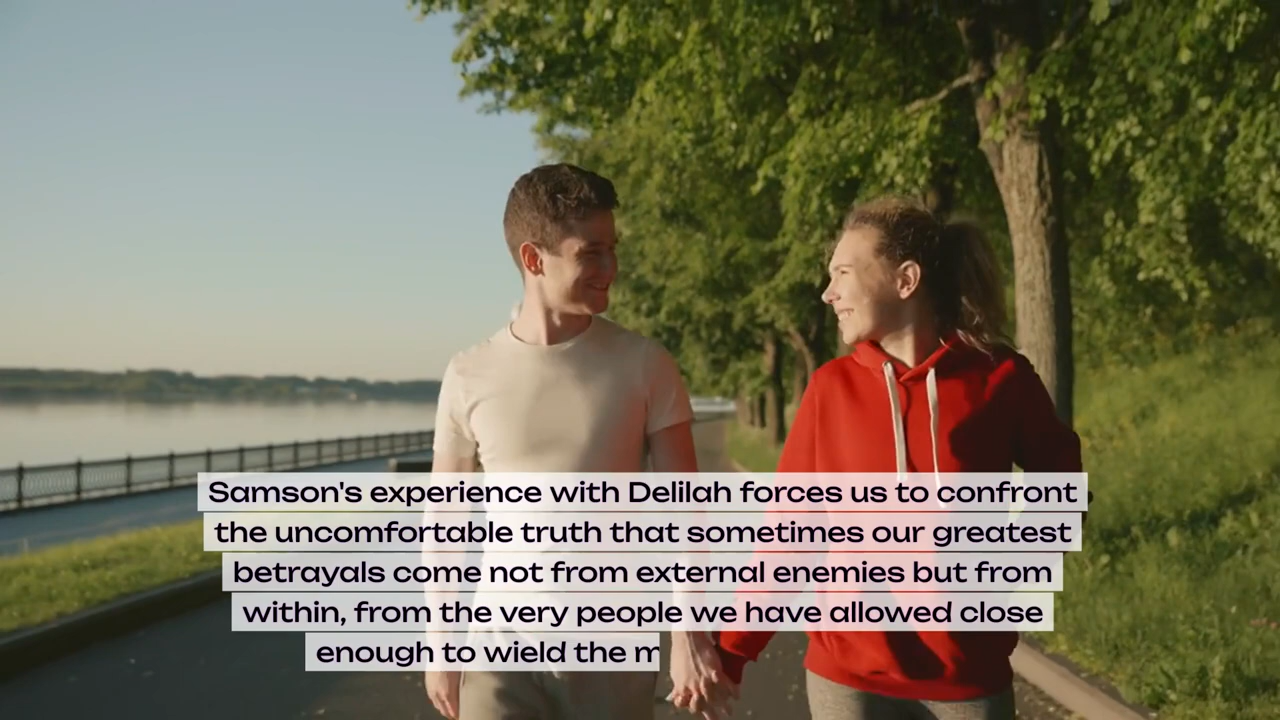 Samson's experience with Delilah forces us to confront
the uncomfortable truth that sometimes our greatest
betrayals come not from external enemies but from
within, from the very people we have allowed close
enough to wield the